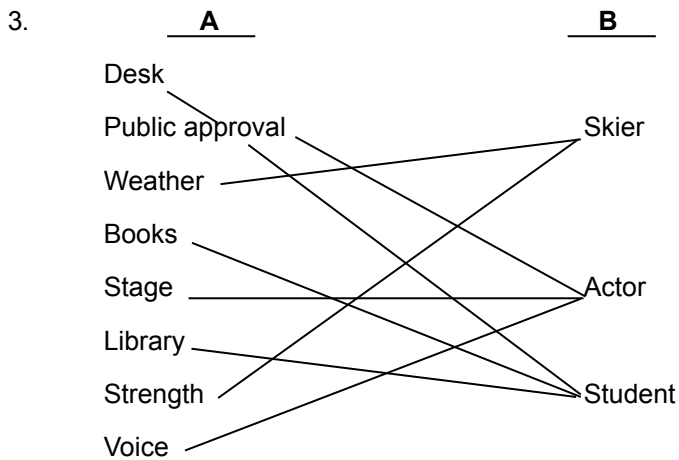 3. A B
Desk
Public approval
Weather
Books
Stage
Library
Strength
Voice
Skier
Actor
Student